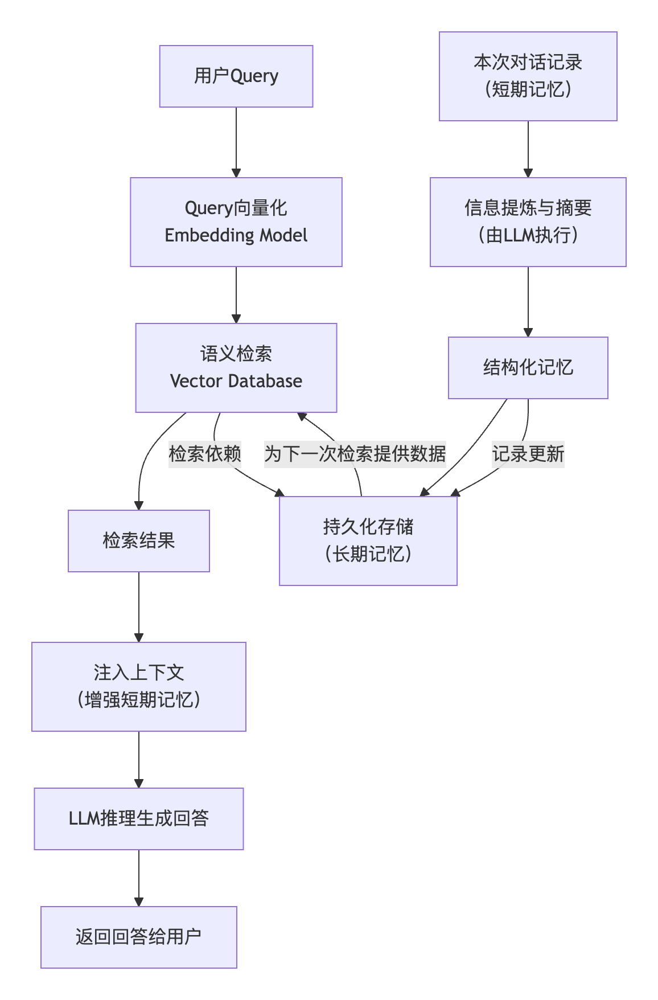 用户Query
本次对话记录
（短期记忆）
Query向量化
Embedding Model
信息提炼与摘要
（由LLM执行）
语义检索
Vector Database
结构化记忆
检索依赖
为下一次检索提供数据
记录更新
检索结果
持久化存储
（长期记忆）
注入上下文
（增强短期记忆）
LLM推理生成回答
返回回答给用户